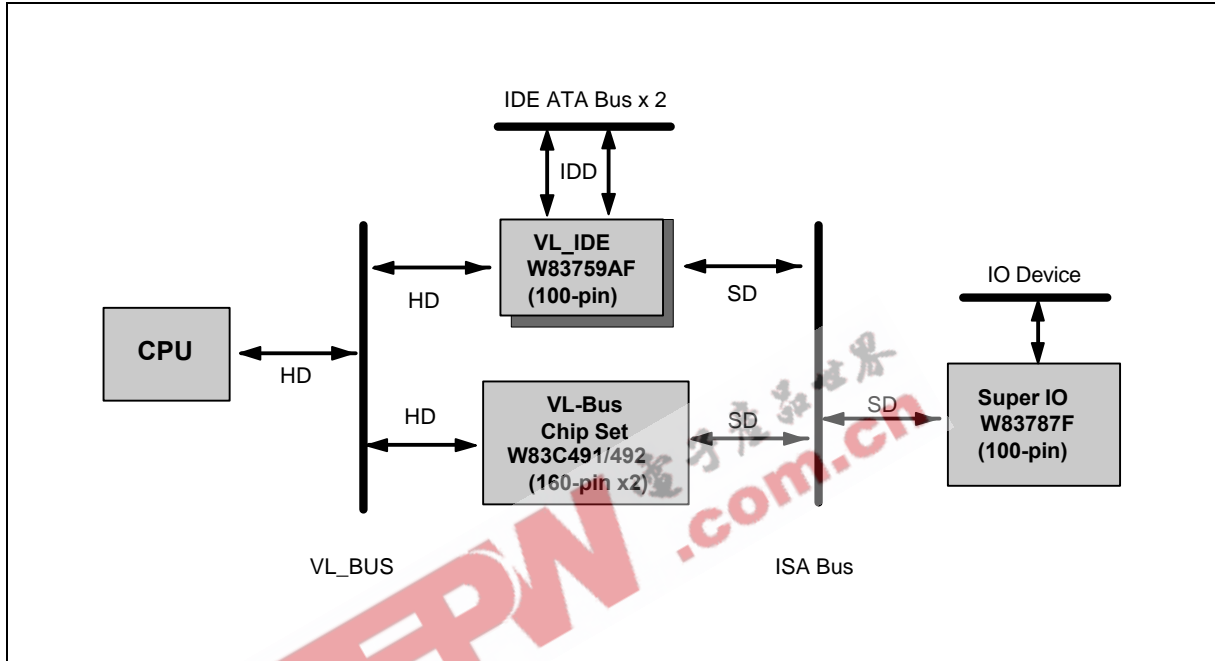 IDE ATA Bus x 2
IDD
VL_IDE
W83759AF
(100-pin)
HD
SD
IO Device
CPU
HD
HD
VL-Bus
Chip Set
W83C491/492
(160-pin x2)
SD
SD
Super IO
W83787F
(100-pin)
VL_BUS
ISA Bus
.com.cn